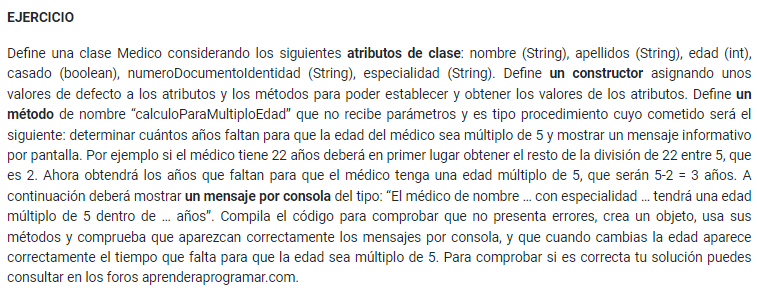 EJERCICIO
Define una clase Medico considerando los siguientes atributos de clase: nombre (String), apellidos (String), edad (int),
casado (boolean), numeroDocumentoIdentidad (String), especialidad (String). Define un constructor asignando unos
valores de defecto a los atributos y los métodos para poder establecer y obtener los valores de los atributos. Define un
método de nombre “calculoParaMultiploEdad” que no recibe parámetros y es tipo procedimiento cuyo cometido será el
siguiente: determinar cuántos años faltan para que la edad del médico sea múltiplo de 5 y mostrar un mensaje informativo
por pantalla. Por ejemplo si el médico tiene 22 años deberá en primer lugar obtener el resto de la división de 22 entre 5, que
es 2. Ahora obtendrá los años que faltan para que el médico tenga una edad múltiplo de 5, que serán 5-2 = 3 años. A
continuación deberá mostrar un mensaje por consola del tipo: “El médico de nombre … con especialidad … tendrá una edad
múltiplo de 5 dentro de … años”. Compila el código para comprobar que no presenta errores, crea un objeto, usa sus
métodos y comprueba que aparezcan correctamente los mensajes por consola, y que cuando cambias la edad aparece
correctamente el tiempo que falta para que la edad sea múltiplo de 5. Para comprobar si es correcta tu solución puedes
consultar en los foros aprenderaprogramar.com.